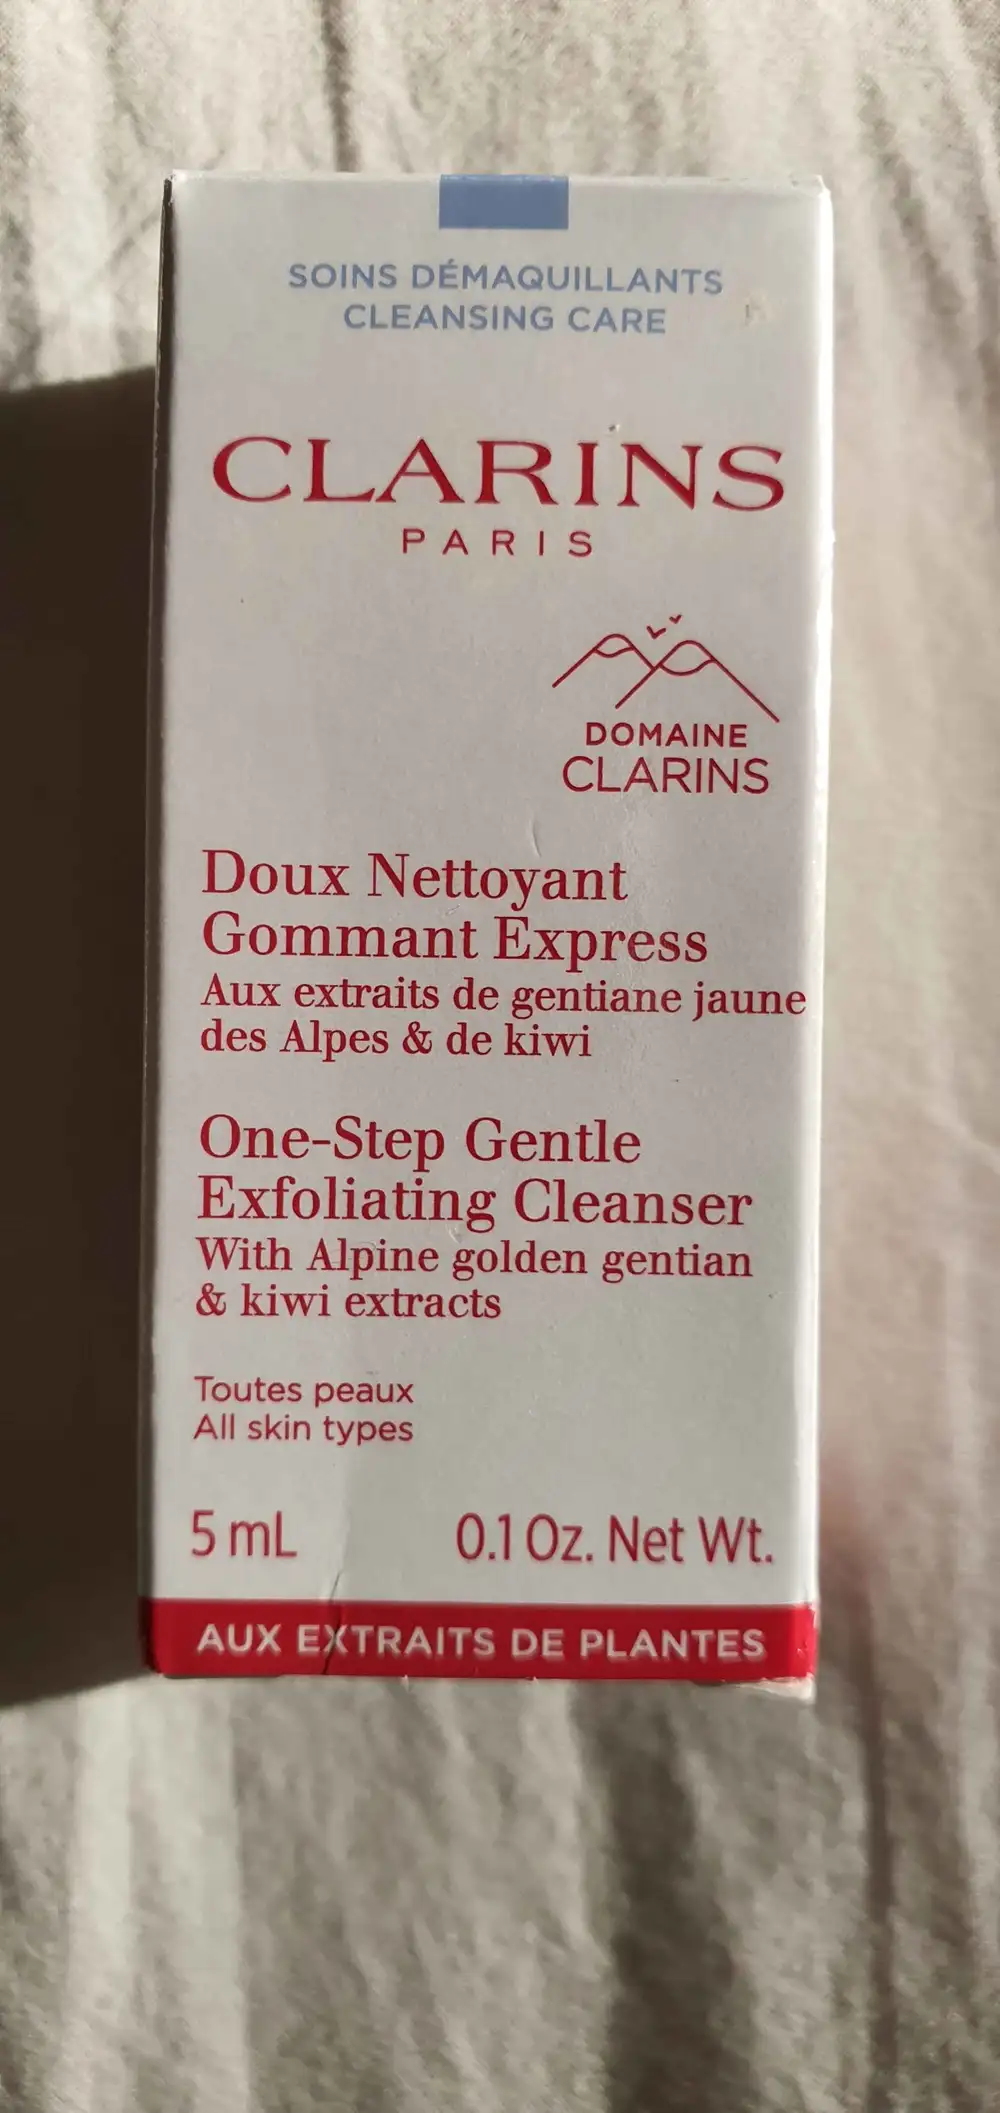 SOINS DÉMAQUILLANTS
CLEANSING CARE
CLARINS
PARIS
DOMAINE
CLARINS
Doux Nettoyant
Gommant Express
Aux extraits de gentiane jaune
des Alpes & de kiwi
One-Step Gentle
Exfoliating Cleanser
With Alpine golden gentian
& kiwi extracts
Toutes peaux
All skin types
5 mL 0.1 Oz. Net Wt.
AUX EXTRAITS DE PLANTES